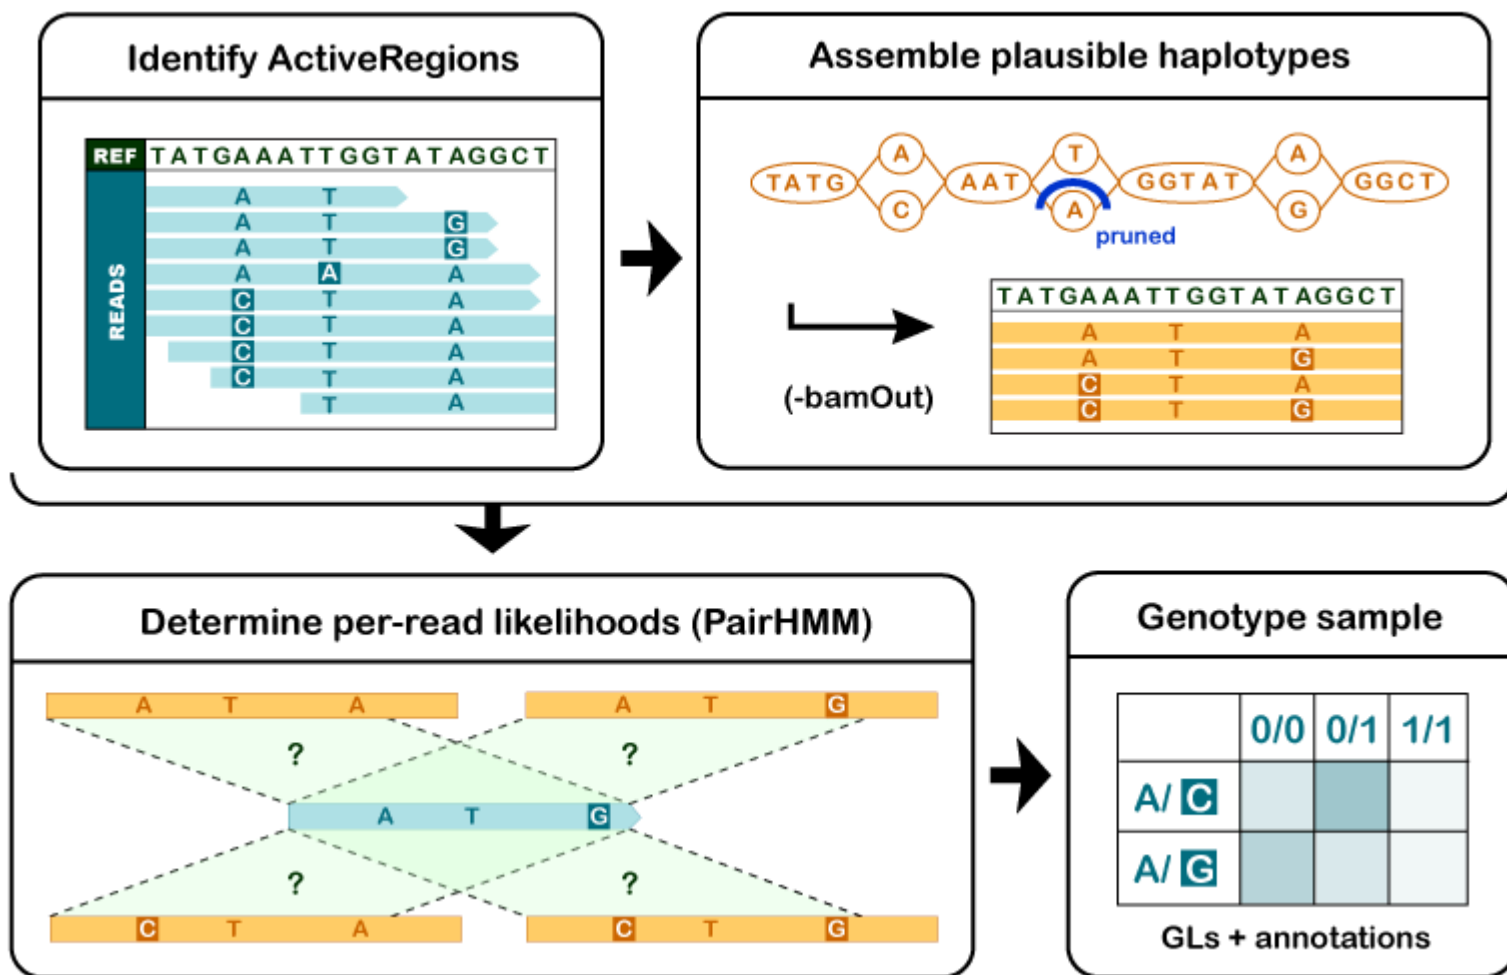 Identify ActiveRegions
REF TATGAAATTGGTATAGGCT
READS
A T
A T G
A T G
A A A
C T A
C T A
C T A
C T A
T A
Assemble plausible haplotypes
A T A
TATG AAT GGTAT GGCT
C A G
pruned
TATGAAATTGGTATAGGCT
A T A
A T G
C T A
C T G
(-bamOut)
Determine per-read likelihoods (PairHMM)
A T A A T G
? ?
A T G
? ?
C T A C T G
Genotype sample
0/0 0/1 1/1
A/ C
A/ G
GLs + annotations